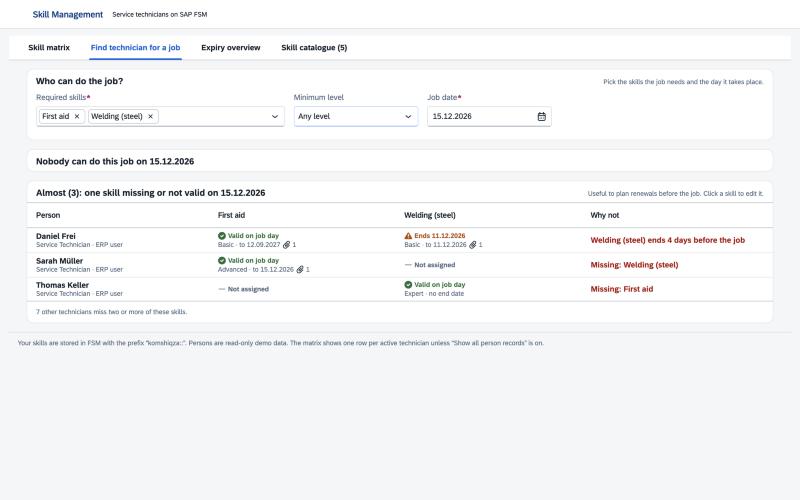 Skill Management Service technicians on SAP FSM
Skill matrix Find technician for a job Expiry overview Skill catalogue (5)
Who can do the job? Pick the skills the job needs and the day it takes place.
Required skills* Minimum level Job date*
First aid ✕ Welding (steel) ✕ Any level 15.12.2026
Nobody can do this job on 15.12.2026
Almost (3): one skill missing or not valid on 15.12.2026 Useful to plan renewals before the job. Click a skill to edit it.
Person First aid Welding (steel) Why not
Daniel Frei Valid on job day Ends 11.12.2026 Welding (steel) ends 4 days before the job
Service Technician · ERP user Basic · to 12.09.2027 1 Basic · to 11.12.2026 1
Sarah Müller Valid on job day — Not assigned Missing: Welding (steel)
Service Technician · ERP user Advanced · to 15.12.2026 1
Thomas Keller — Not assigned Valid on job day Missing: First aid
Service Technician · ERP user Expert · no end date
7 other technicians miss two or more of these skills.
Your skills are stored in FSM with the prefix "komshiqza::". Persons are read-only demo data. The matrix shows one row per active technician unless "Show all person records" is on.